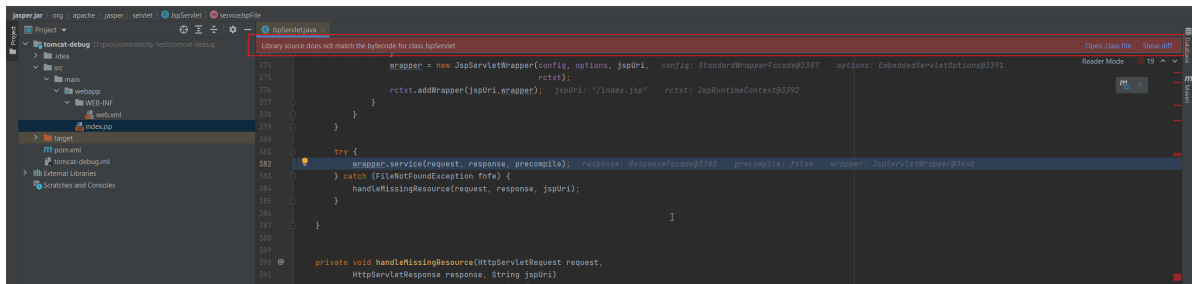 jasper.jar › org › apache › jasper › servlet › JspServlet › serviceJspFile
Project
JspServlet.java
Library source does not match the bytecode for class JspServlet
Open .class file Show diff
Reader Mode 19
tomcat-debug D:\pro\vulnerability-test\tomcat-debug
.idea
src
main
webapp
WEB-INF
web.xml
index.jsp
target
pom.xml
tomcat-debug.iml
External Libraries
Scratches and Consoles
374 wrapper = new JspServletWrapper(config, options, jspUri, config: StandardWrapperFacade@3387 options: EmbeddedServletOptions@3391
375 rctxt);
376 rctxt.addWrapper(jspUri,wrapper); jspUri: "/index.jsp" rctxt: JspRuntimeContext@3392
377 }
378 }
379 }
380
381 try {
382 wrapper.service(request, response, precompile); response: ResponseFacade@3383 precompile: false wrapper: JspServletWrapper@3440
383 } catch (FileNotFoundException fnfe) {
384 handleMissingResource(request, response, jspUri);
385 }
386
387 }
388
389
390 @ private void handleMissingResource(HttpServletRequest request,
391 HttpServletResponse response, String jspUri)
Project
Database
Maven